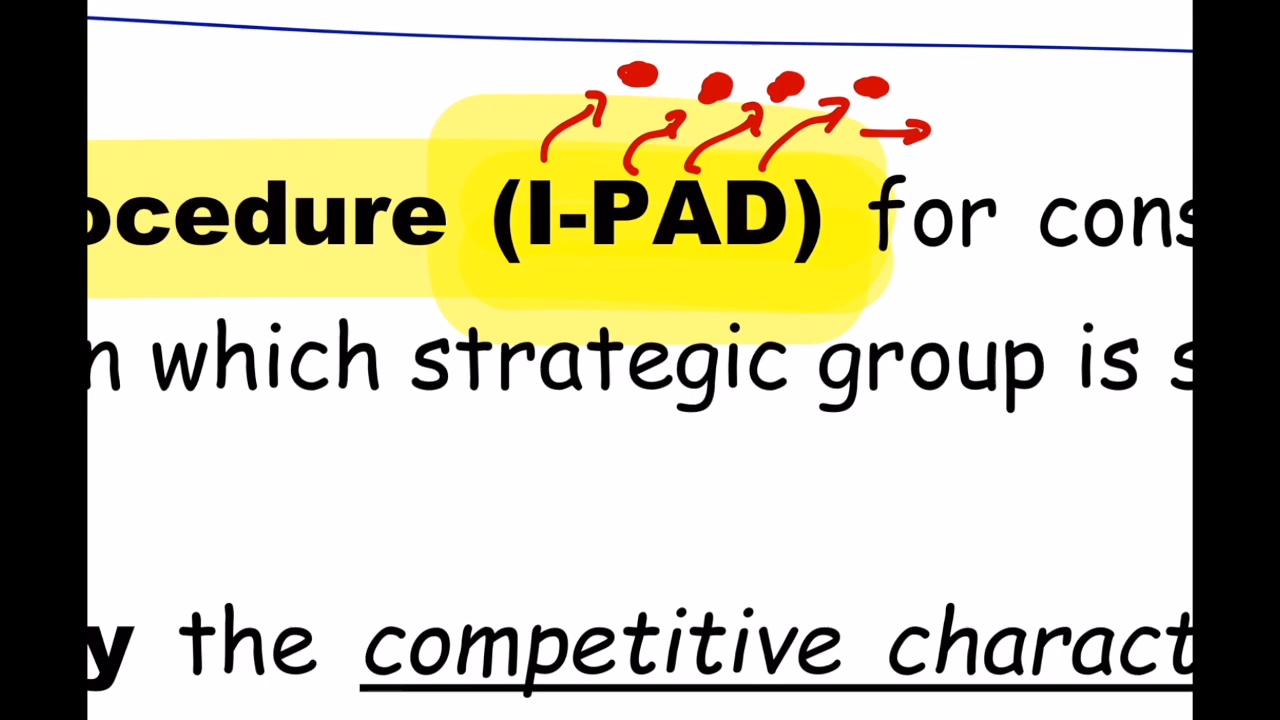 ocedure (I-PAD) for cons
n which strategic group is s
y the competitive charact